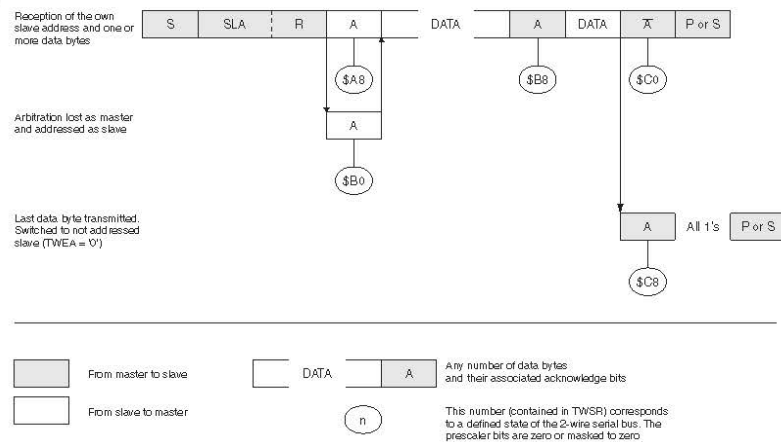 Reception of the own
slave address and one or
more data bytes
S SLA R A DATA A DATA A P or S
$A8 $B8 $C0
Arbitration lost as master
and addressed as slave
A
$B0
Last data byte transmitted.
Switched to not addressed
slave (TWEA = '0')
A All 1's P or S
$C8
From master to slave
DATA A
Any number of data bytes
and their associated acknowledge bits
From slave to master
n
This number (contained in TWSR) corresponds
to a defined state of the 2-wire serial bus. The
prescaler bits are zero or masked to zero